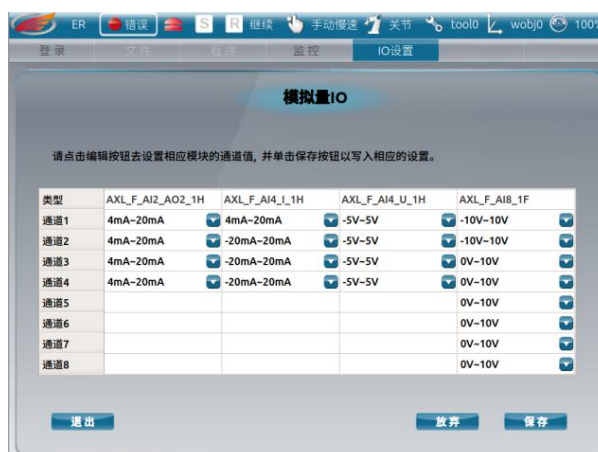 ER 错误 S R 继续 手动慢速 关节 tool0 wobj0 100%
登录 文件 程序 监控 IO设置
模拟量IO
请点击编辑按钮去设置相应模块的通道值, 并单击保存按钮以写入相应的设置。
类型 AXL_F_AI2_AO2_1H AXL_F_AI4_I_1H AXL_F_AI4_U_1H AXL_F_AI8_1F
通道1 4mA~20mA 4mA~20mA -5V~5V -10V~10V
通道2 4mA~20mA -20mA~20mA -5V~5V -10V~10V
通道3 4mA~20mA -20mA~20mA -5V~5V 0V~10V
通道4 4mA~20mA -20mA~20mA -5V~5V 0V~10V
通道5 0V~10V
通道6 0V~10V
通道7 0V~10V
通道8 0V~10V
退出 放弃 保存